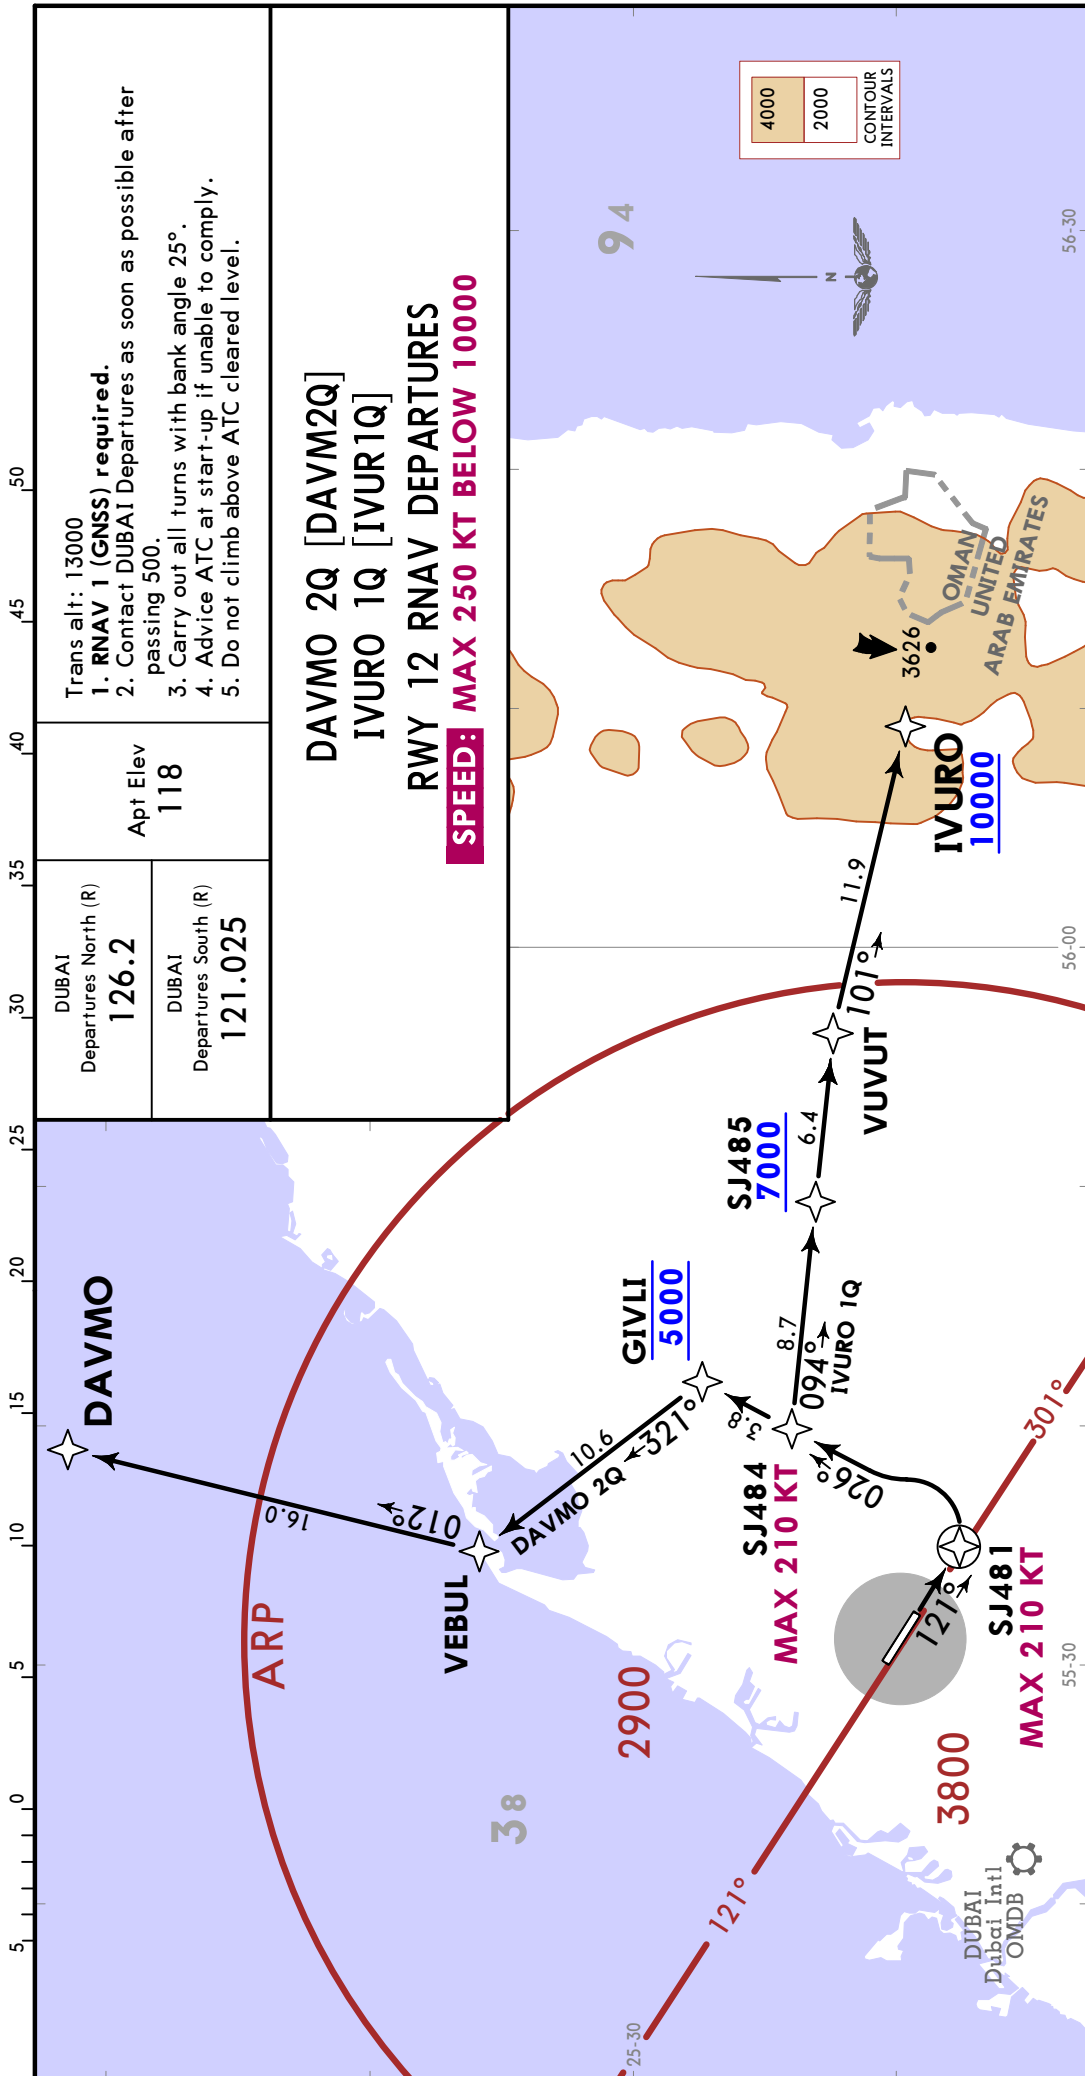 5 0 5 10 15 20 25 30 35 40 45 50
DUBAI
Departures North (R)
126.2
DUBAI
Departures South (R)
121.025
Apt Elev
118
Trans alt: 13000
1. RNAV 1 (GNSS) required.
2. Contact DUBAI Departures as soon as possible after
passing 500.
3. Carry out all turns with bank angle 25°.
4. Advice ATC at start-up if unable to comply.
5. Do not climb above ATC cleared level.
DAVMO 2Q [DAVM2Q]
IVURO 1Q [IVUR1Q]
RWY 12 RNAV DEPARTURES
SPEED: MAX 250 KT BELOW 10000
DAVMO
ARP
16.0
012°
VEBUL
38
94
DAVMO 2Q
10.6
321°
GIVLI
5000
2900
25-30
3.8
121°
SJ484
MAX 210 KT
026°
094°
8.7
IVURO 1Q
SJ485
7000
6.4
VUVUT
101°
11.9
IVURO
10000
3626
OMAN
UNITED
ARAB EMIRATES
N
4000
2000
CONTOUR
INTERVALS
3800
121°
SJ481
MAX 210 KT
301°
DUBAI
Dubai Intl
OMDB
55-30
56-00
56-30